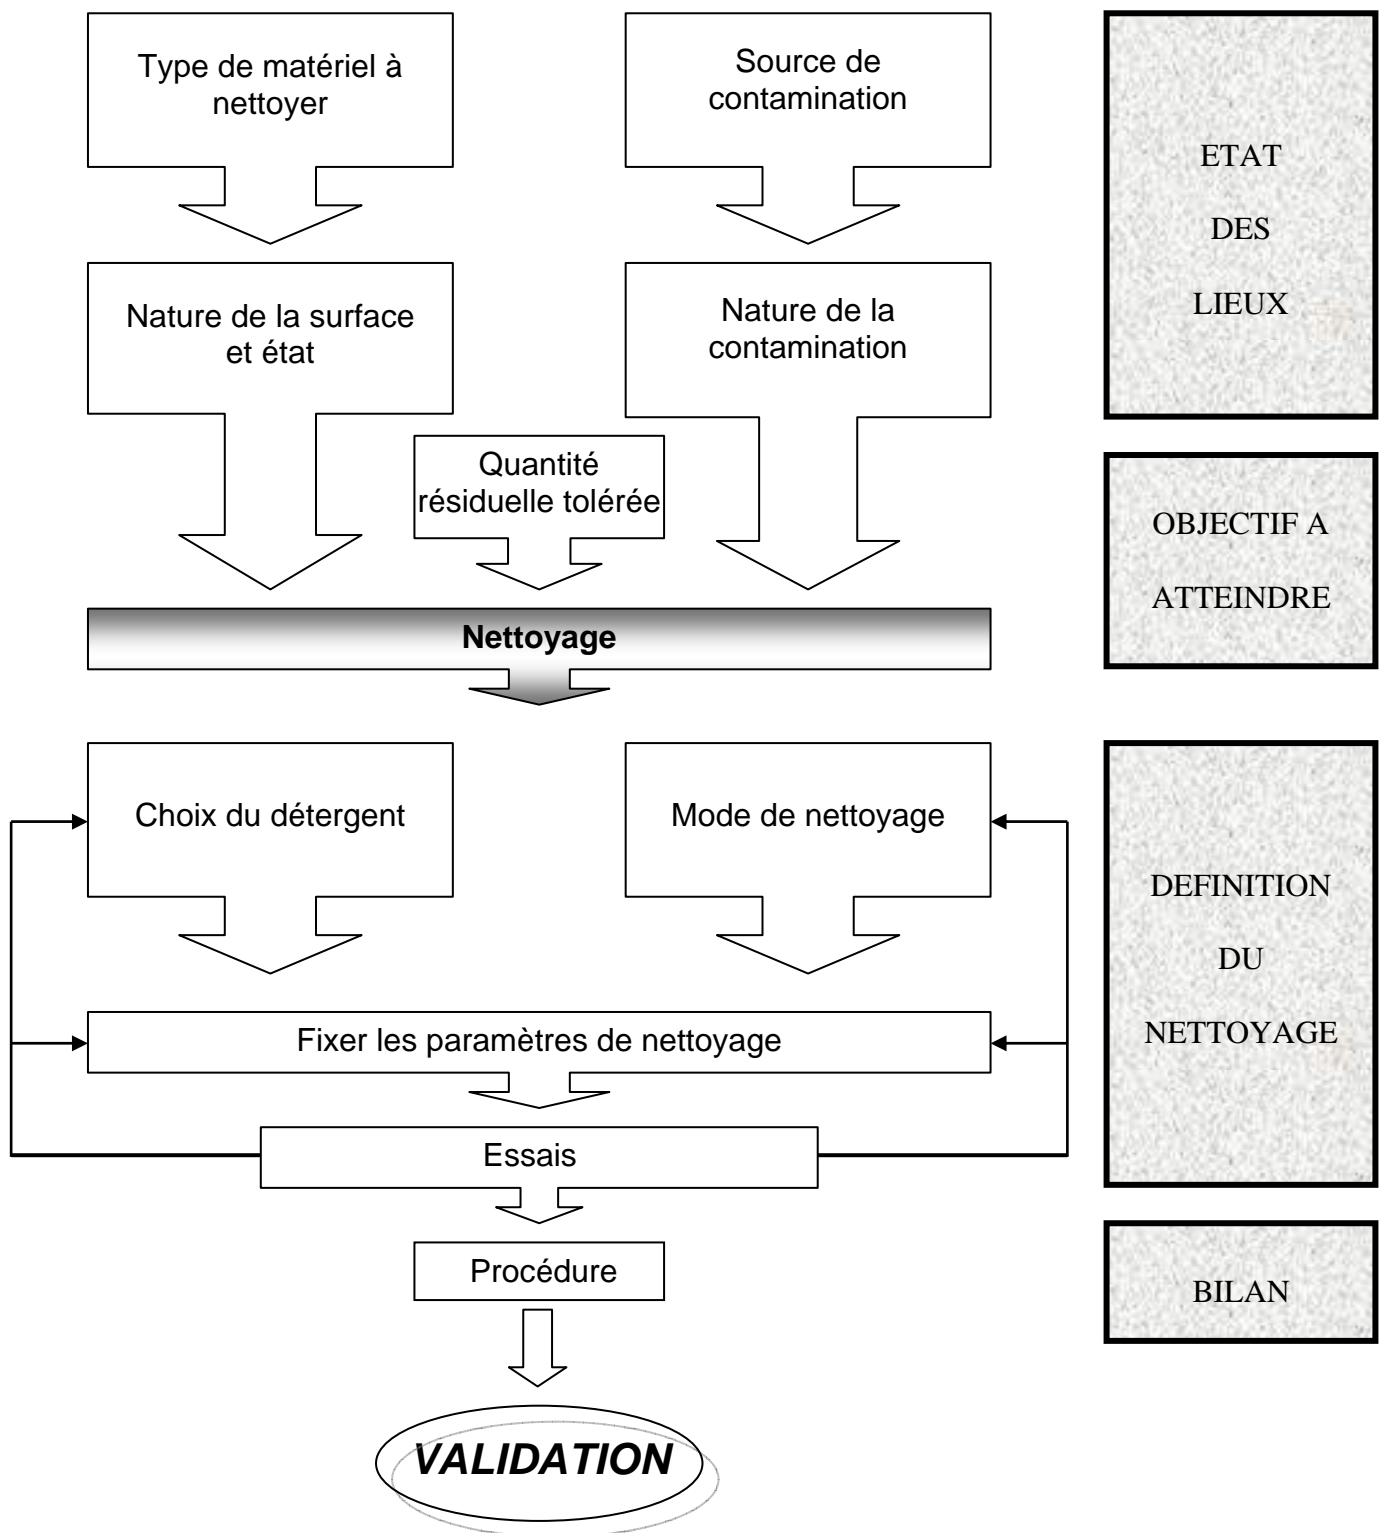 Type de matériel à
nettoyer
Source de
contamination
ETAT
DES
LIEUX
Nature de la surface
et état
Nature de la
contamination
Quantité
résiduelle tolérée
OBJECTIF A
ATTEINDRE
Nettoyage
Choix du détergent
Mode de nettoyage
DEFINITION
DU
NETTOYAGE
Fixer les paramètres de nettoyage
Essais
Procédure
BILAN
VALIDATION